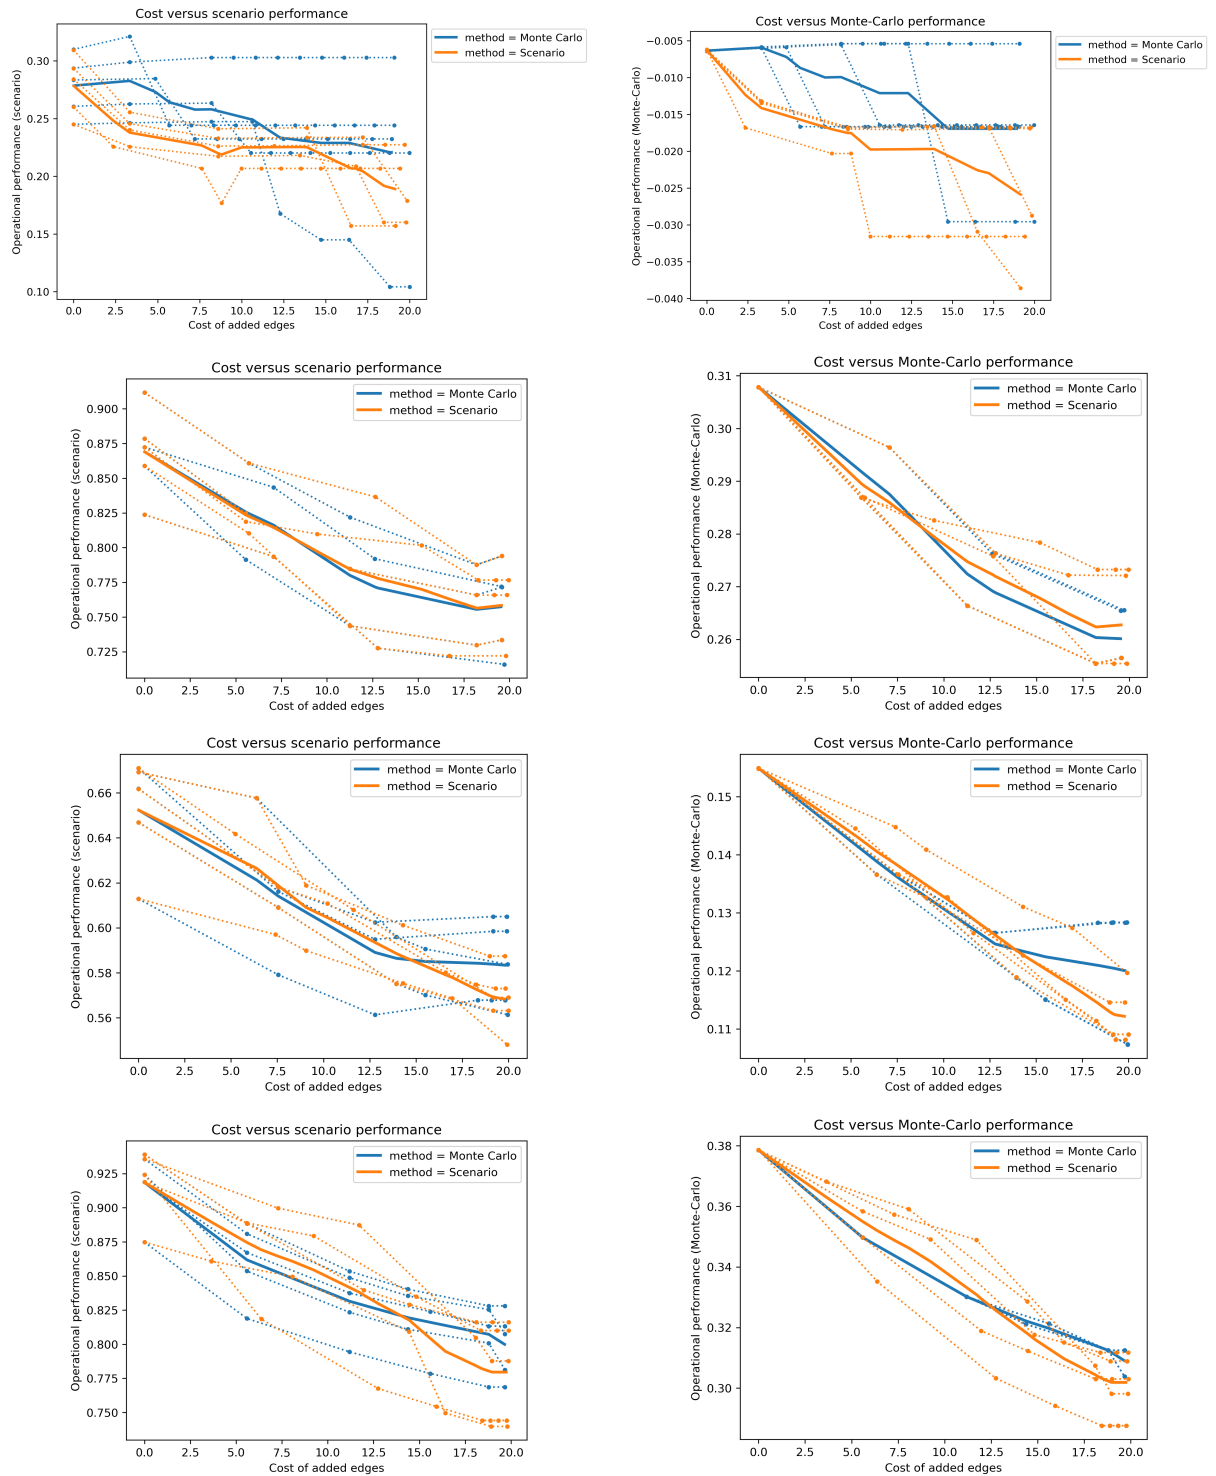 Cost versus scenario performance
method = Monte Carlo
method = Scenario
Operational performance (scenario)
0.30
0.25
0.20
0.15
0.10
0.0 2.5 5.0 7.5 10.0 12.5 15.0 17.5 20.0
Cost of added edges
Cost versus Monte-Carlo performance
method = Monte Carlo
method = Scenario
Operational performance (Monte-Carlo)
−0.005
−0.010
−0.015
−0.020
−0.025
−0.030
−0.035
−0.040
0.0 2.5 5.0 7.5 10.0 12.5 15.0 17.5 20.0
Cost of added edges
Cost versus scenario performance
method = Monte Carlo
method = Scenario
Operational performance (scenario)
0.900
0.875
0.850
0.825
0.800
0.775
0.750
0.725
0.0 2.5 5.0 7.5 10.0 12.5 15.0 17.5 20.0
Cost of added edges
Cost versus Monte-Carlo performance
method = Monte Carlo
method = Scenario
Operational performance (Monte-Carlo)
0.31
0.30
0.29
0.28
0.27
0.26
0.0 2.5 5.0 7.5 10.0 12.5 15.0 17.5 20.0
Cost of added edges
Cost versus scenario performance
method = Monte Carlo
method = Scenario
Operational performance (scenario)
0.66
0.64
0.62
0.60
0.58
0.56
0.0 2.5 5.0 7.5 10.0 12.5 15.0 17.5 20.0
Cost of added edges
Cost versus Monte-Carlo performance
method = Monte Carlo
method = Scenario
Operational performance (Monte-Carlo)
0.15
0.14
0.13
0.12
0.11
0.0 2.5 5.0 7.5 10.0 12.5 15.0 17.5 20.0
Cost of added edges
Cost versus scenario performance
method = Monte Carlo
method = Scenario
Operational performance (scenario)
0.925
0.900
0.875
0.850
0.825
0.800
0.775
0.750
0.0 2.5 5.0 7.5 10.0 12.5 15.0 17.5 20.0
Cost of added edges
Cost versus Monte-Carlo performance
method = Monte Carlo
method = Scenario
Operational performance (Monte-Carlo)
0.38
0.36
0.34
0.32
0.30
0.0 2.5 5.0 7.5 10.0 12.5 15.0 17.5 20.0
Cost of added edges